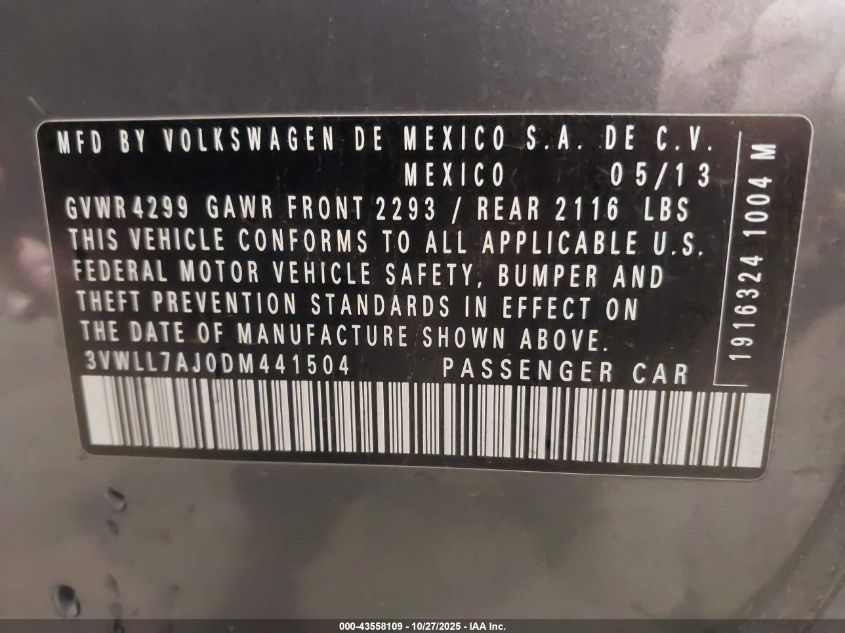 MFD BY VOLKSWAGEN DE MEXICO S.A. DE C.V.
MEXICO 05/13
GVWR 4299 GAWR FRONT 2293 / REAR 2116 LBS
THIS VEHICLE CONFORMS TO ALL APPLICABLE U.S.
FEDERAL MOTOR VEHICLE SAFETY, BUMPER AND
THEFT PREVENTION STANDARDS IN EFFECT ON
THE DATE OF MANUFACTURE SHOWN ABOVE.
3VWLL7AJ0DM441504 PASSENGER CAR
1916324 1004 M
000-43558109 - 10/27/2025 - IAA Inc.